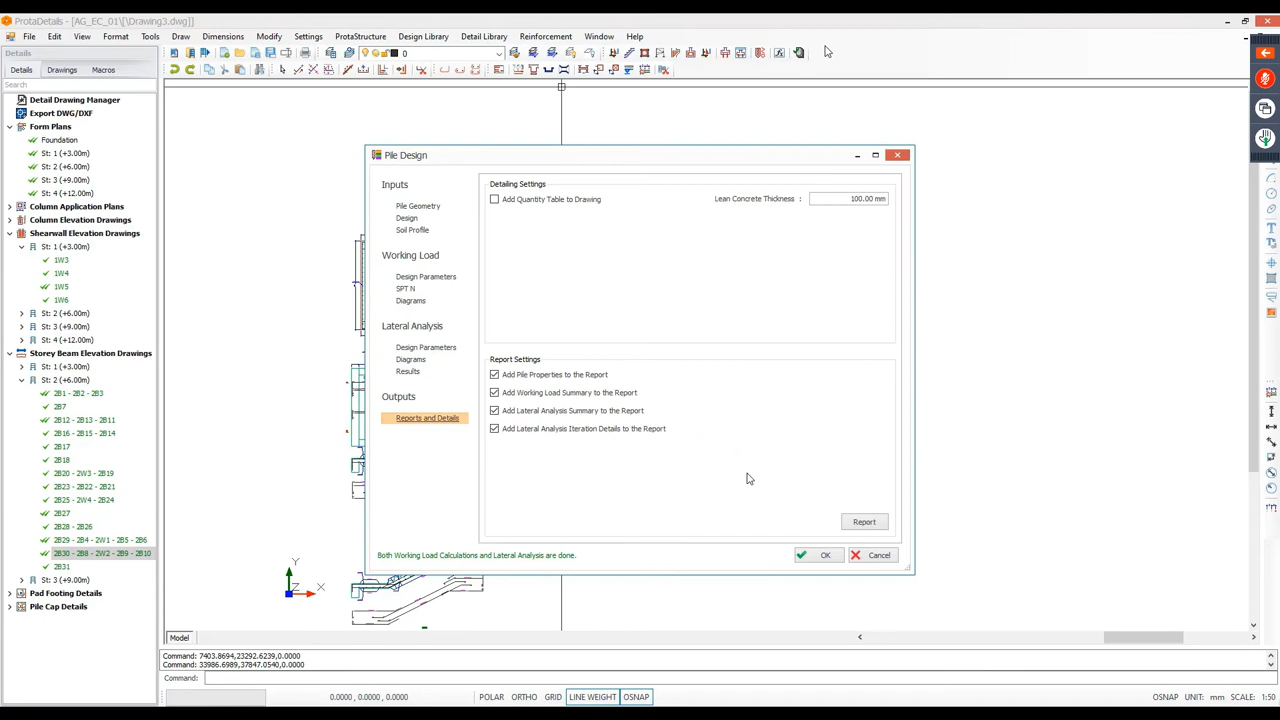 ProtaDetails - [AG_EC_01\[\Drawing3.dwg]
File Edit View Format Tools Draw Dimensions Modify Settings ProtaStructure Design Library Detail Library Reinforcement Window Help
Details
0
Details Drawings Macros
Search
Detail Drawing Manager
Export DWG/DXF
Form Plans
Foundation
St: 1 (+3.00m)
St: 2 (+6.00m)
St: 3 (+9.00m)
St: 4 (+12.00m)
Column Application Plans
Column Elevation Drawings
Shearwall Elevation Drawings
St: 1 (+3.00m)
1W3
1W4
1W5
1W6
St: 2 (+6.00m)
St: 3 (+9.00m)
St: 4 (+12.00m)
Storey Beam Elevation Drawings
St: 1 (+3.00m)
St: 2 (+6.00m)
2B1 - 2B2 - 2B3
2B7
2B12 - 2B13 - 2B11
2B16 - 2B15 - 2B14
2B17
2B18
2B20 - 2W3 - 2B19
2B23 - 2B22 - 2B21
2B25 - 2W4 - 2B24
2B27
2B28 - 2B26
2B29 - 2B4 - 2W1 - 2B5 - 2B6
2B30 - 2B8 - 2W2 - 2B9 - 2B10
2B31
St: 3 (+9.00m)
Pad Footing Details
Pile Cap Details
Pile Design
Inputs
Pile Geometry
Design
Soil Profile
Working Load
Design Parameters
SPT N
Diagrams
Lateral Analysis
Design Parameters
Diagrams
Results
Outputs
Reports and Details
Detailing Settings
Add Quantity Table to Drawing
Lean Concrete Thickness : 100.00 mm
Report Settings
Add Pile Properties to the Report
Add Working Load Summary to the Report
Add Lateral Analysis Summary to the Report
Add Lateral Analysis Iteration Details to the Report
Report
Both Working Load Calculations and Lateral Analysis are done.
OK Cancel
Y
Z X
Model
Command: 7403.8694,23292.6239,0.0000
Command: 33986.6989,37847.0540,0.0000
Command:
0.0000 , 0.0000 , 0.0000 POLAR ORTHO GRID LINE WEIGHT OSNAP OSNAP UNIT: mm SCALE: 1:50